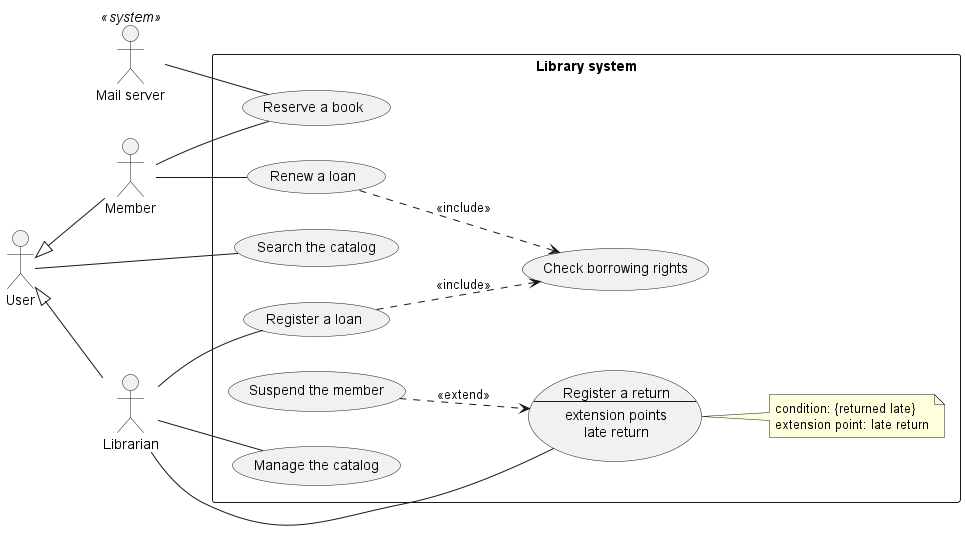 «system»
Mail server
Library system
Reserve a book
Member
Renew a loan
«include»
Search the catalog
Check borrowing rights
User
«include»
Register a loan
Suspend the member
«extend»
Register a return
extension points
late return
condition: {returned late}
extension point: late return
Librarian
Manage the catalog